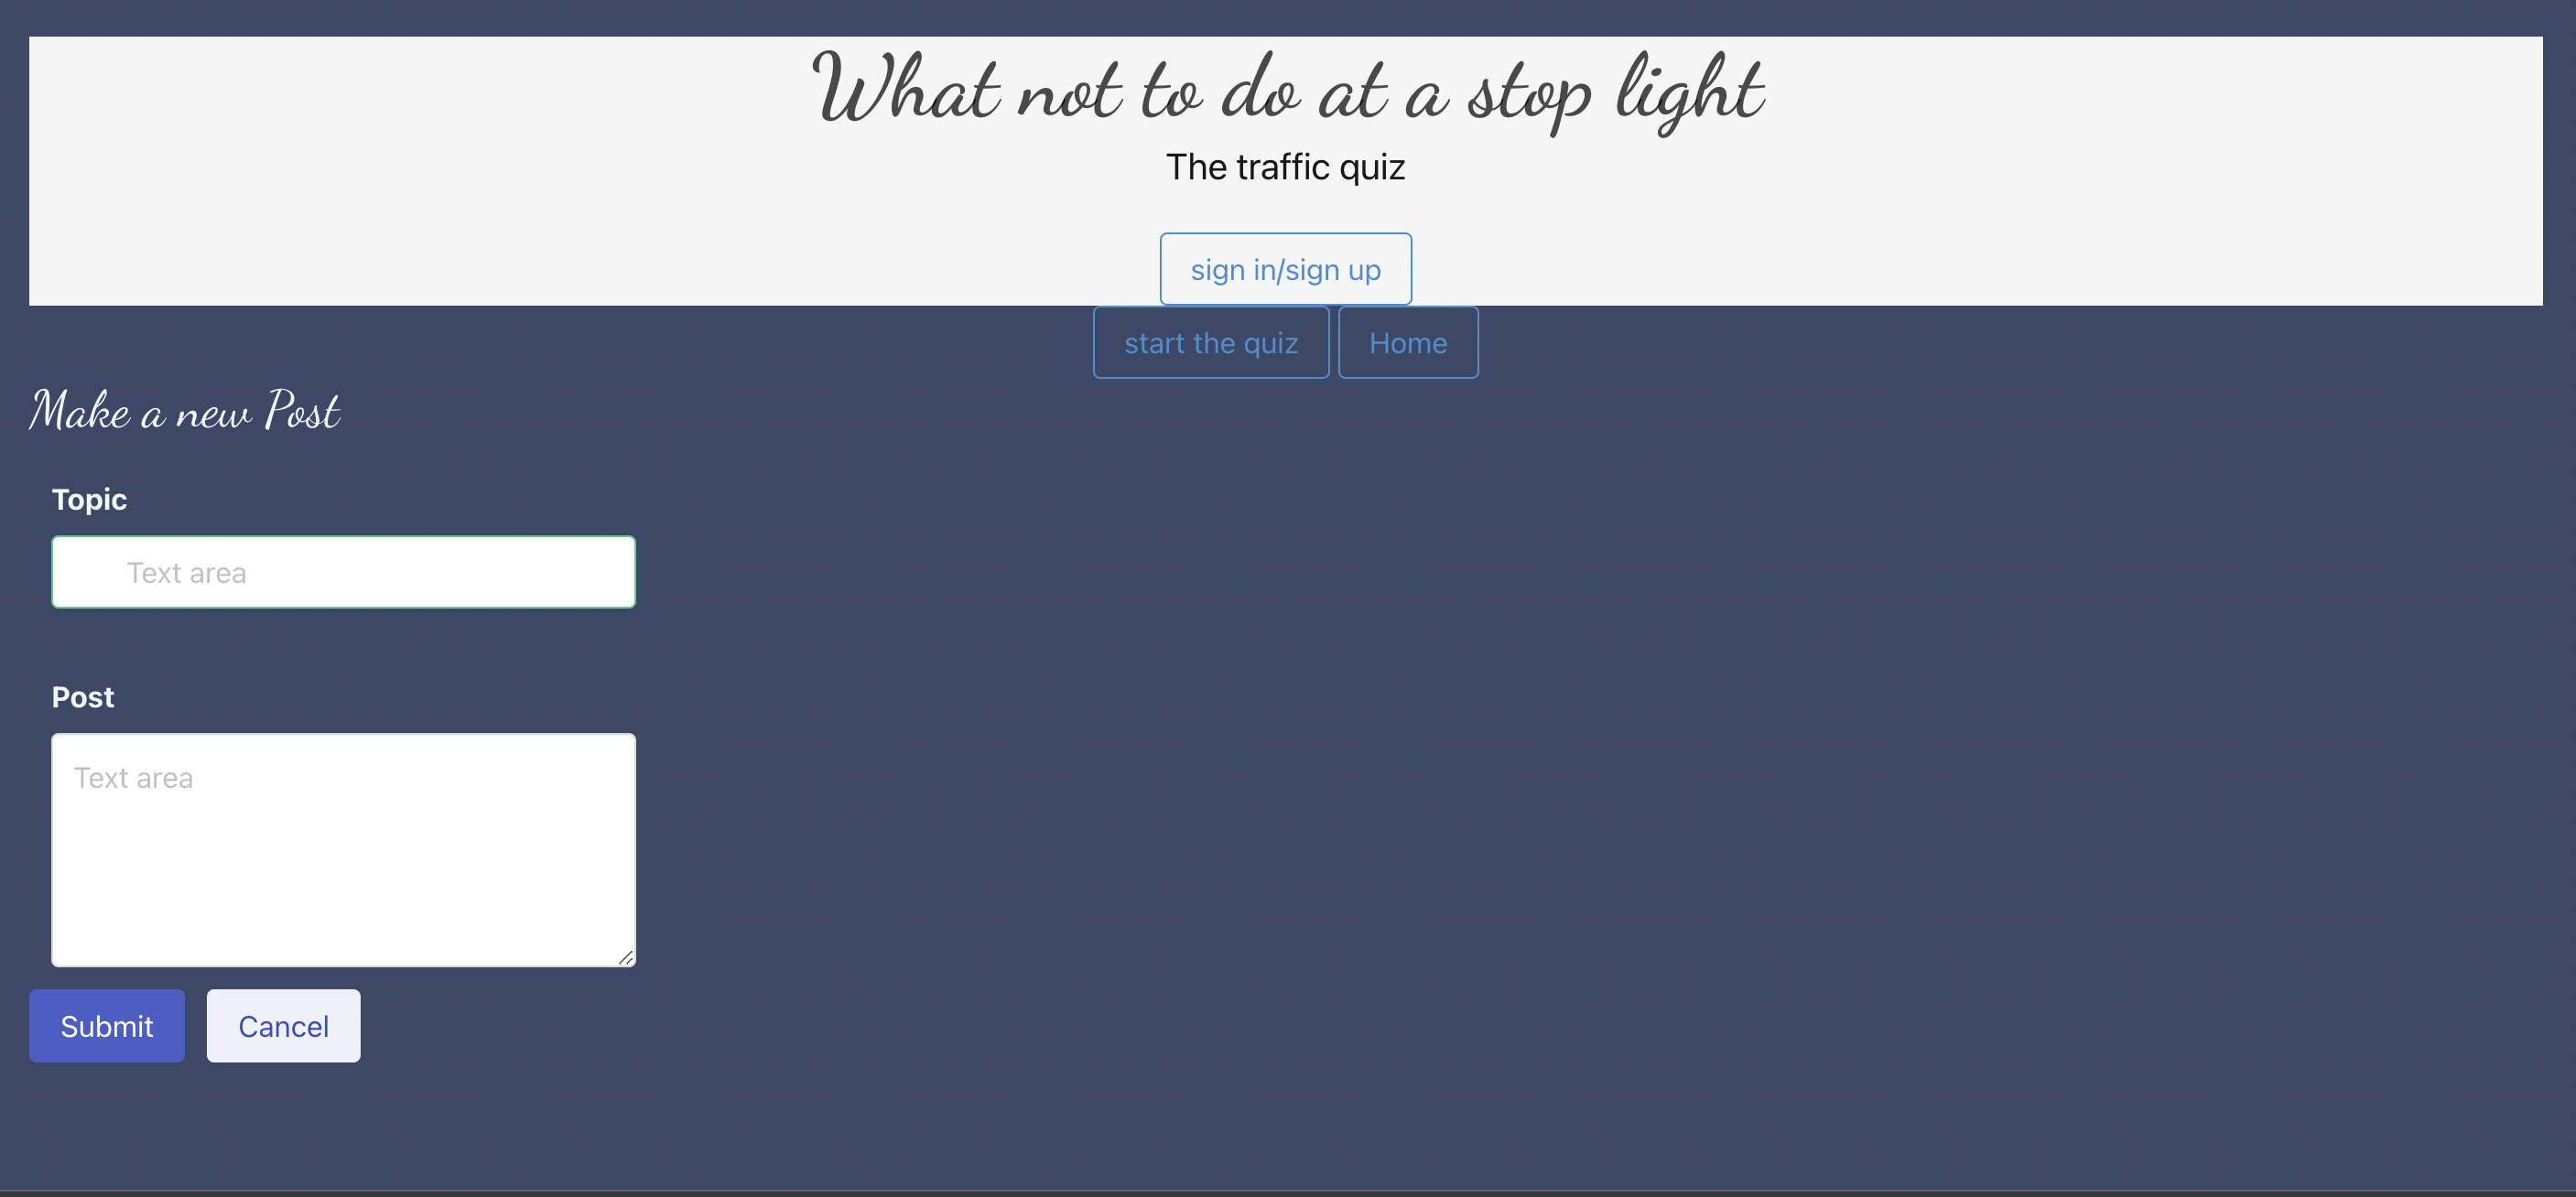 What not to do at a stop light
The traffic quiz
sign in/sign up
start the quiz Home
Make a new Post
Topic
Text area
Post
Text area
Submit Cancel